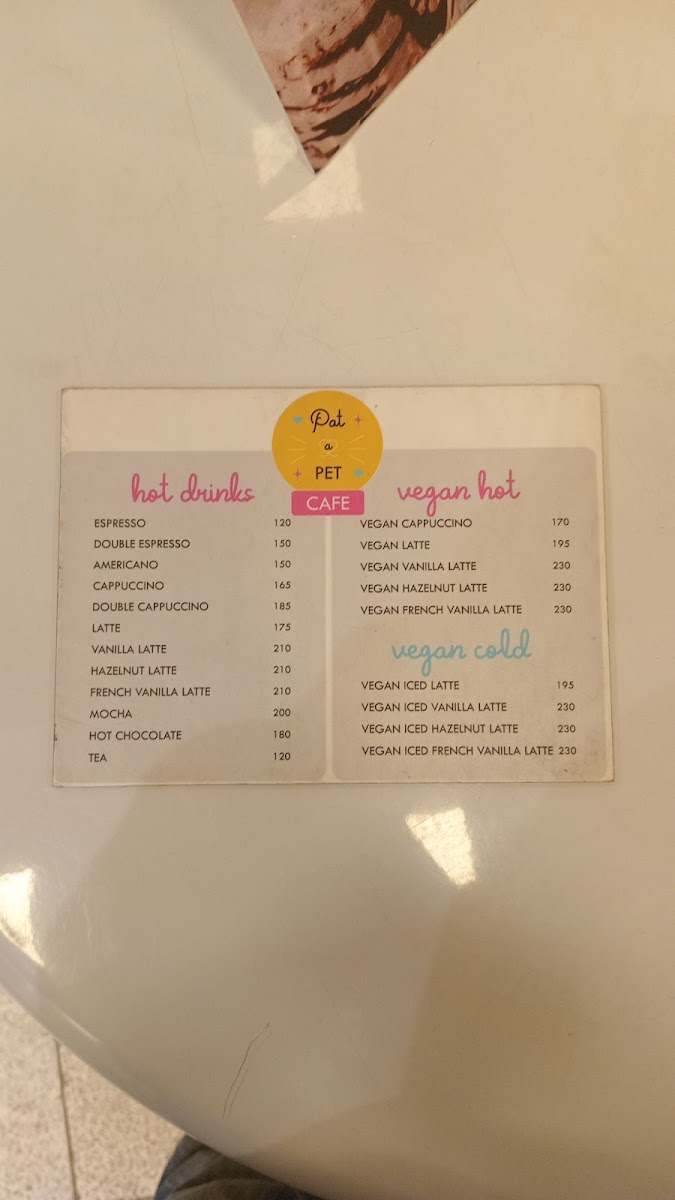 Pat
a
PET
CAFE
hot drinks
ESPRESSO 120
DOUBLE ESPRESSO 150
AMERICANO 150
CAPPUCCINO 165
DOUBLE CAPPUCCINO 185
LATTE 175
VANILLA LATTE 210
HAZELNUT LATTE 210
FRENCH VANILLA LATTE 210
MOCHA 200
HOT CHOCOLATE 180
TEA 120
vegan hot
VEGAN CAPPUCCINO 170
VEGAN LATTE 195
VEGAN VANILLA LATTE 230
VEGAN HAZELNUT LATTE 230
VEGAN FRENCH VANILLA LATTE 230
vegan cold
VEGAN ICED LATTE 195
VEGAN ICED VANILLA LATTE 230
VEGAN ICED HAZELNUT LATTE 230
VEGAN ICED FRENCH VANILLA LATTE 230